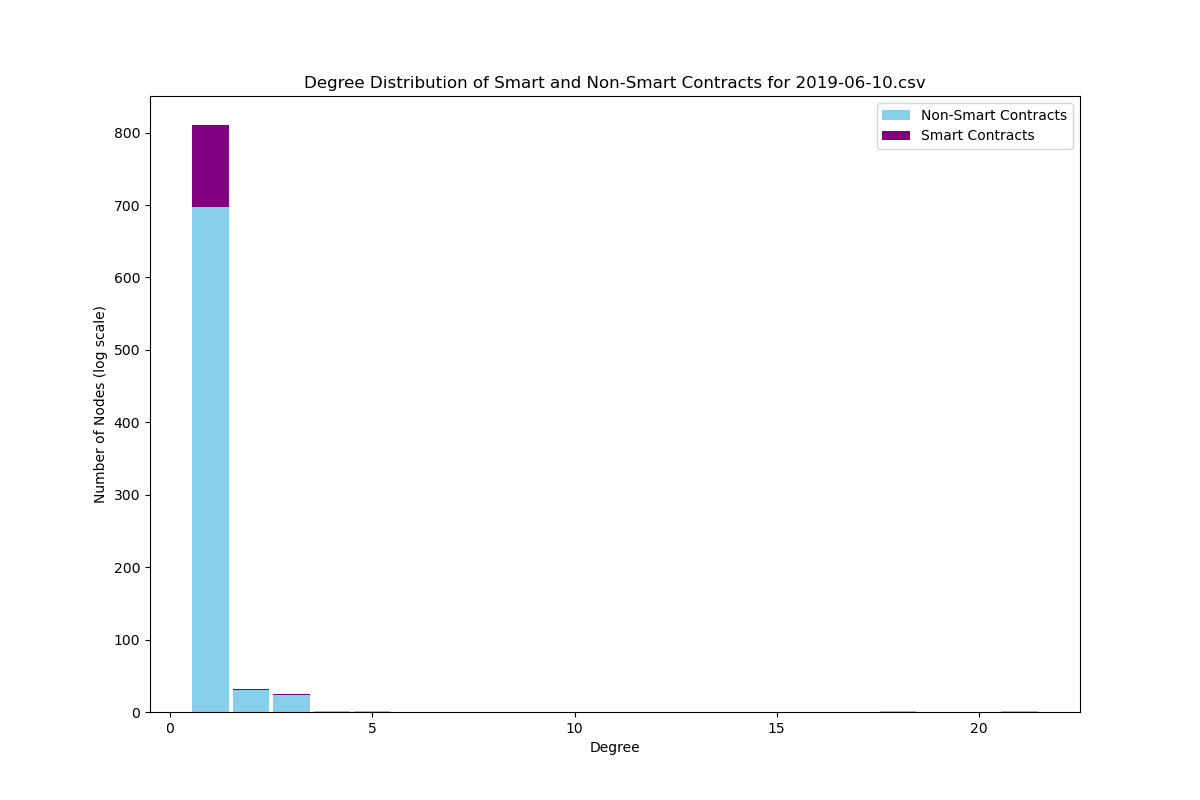 Degree Distribution of Smart and Non-Smart Contracts for 2019-06-10.csv
Non-Smart Contracts
Smart Contracts
800
700
600
500
400
300
200
100
0
Number of Nodes (log scale)
0 5 10 15 20
Degree